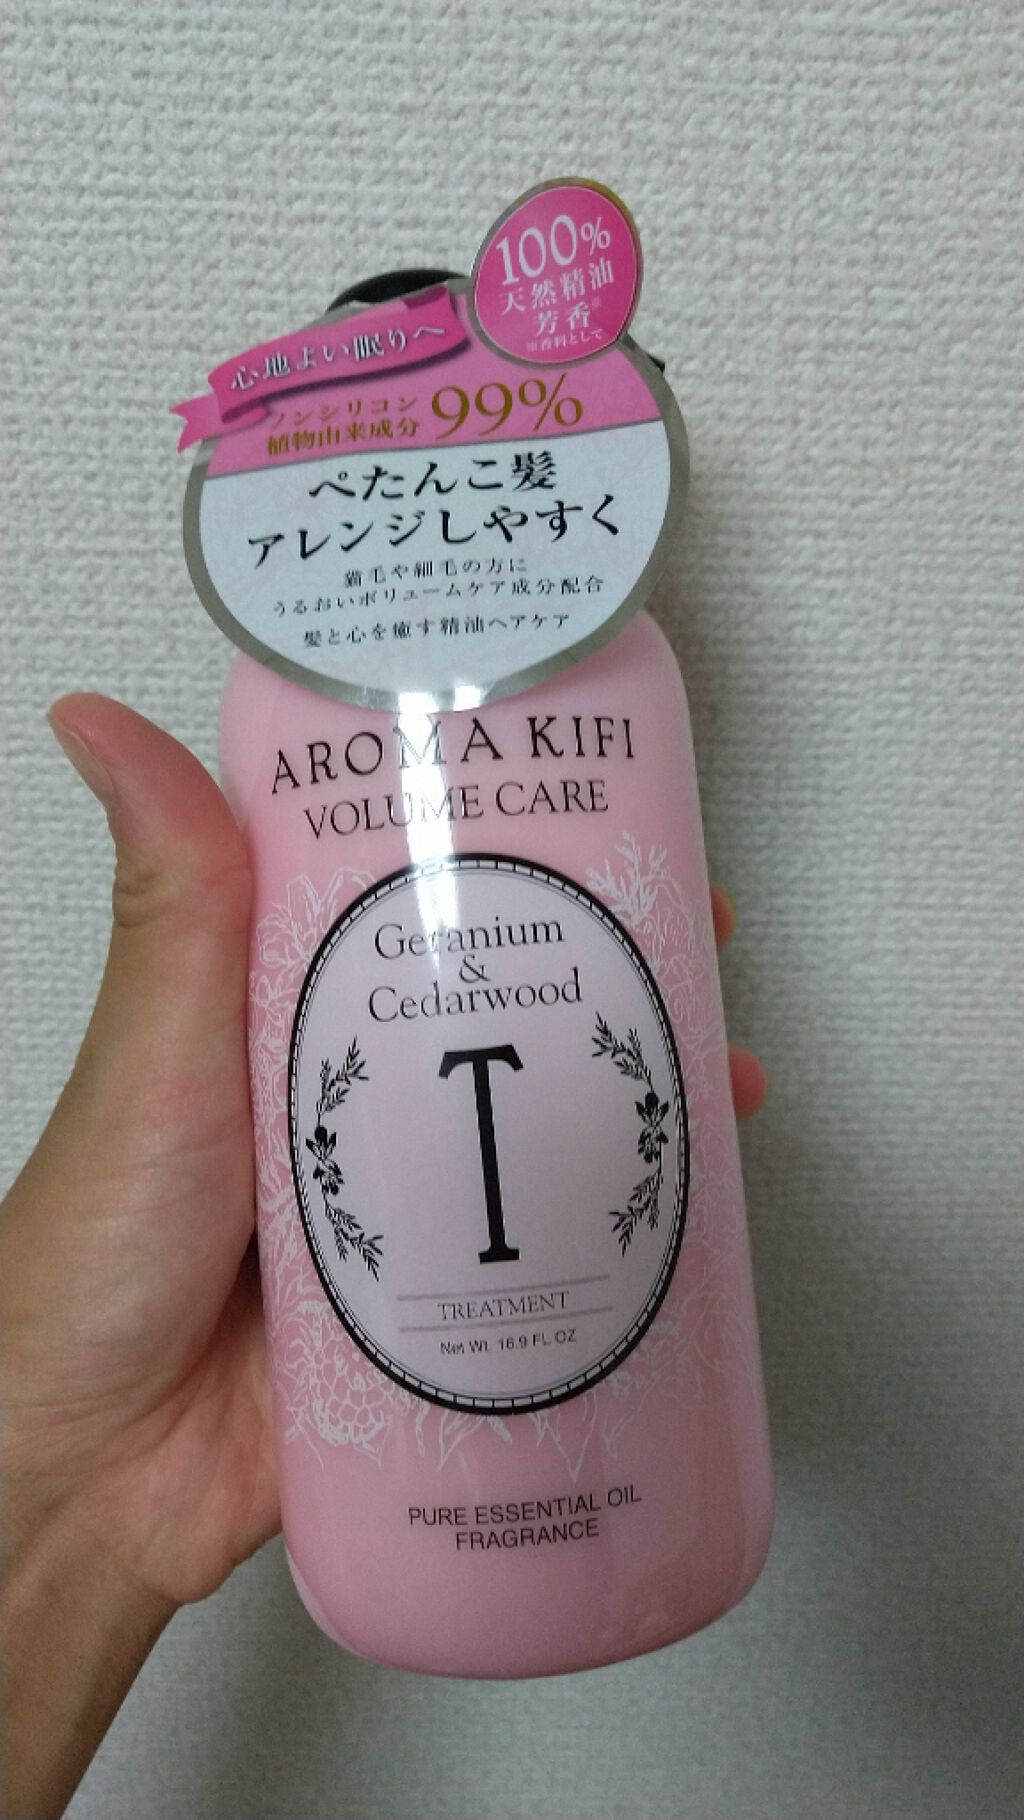 100%
天然精油
芳香※
※香料として
心地よい眠りへ
ノンシリコン
植物由来成分 99%
ぺたんこ髪
アレンジしやすく
猫毛や細毛の方に
うるおいボリュームケア成分配合
髪と心を癒す精油ヘアケア
AROMA KIFI
VOLUME CARE
Geranium
&
Cedarwood
T
TREATMENT
Net Wt. 16.9 FL OZ
PURE ESSENTIAL OIL
FRAGRANCE